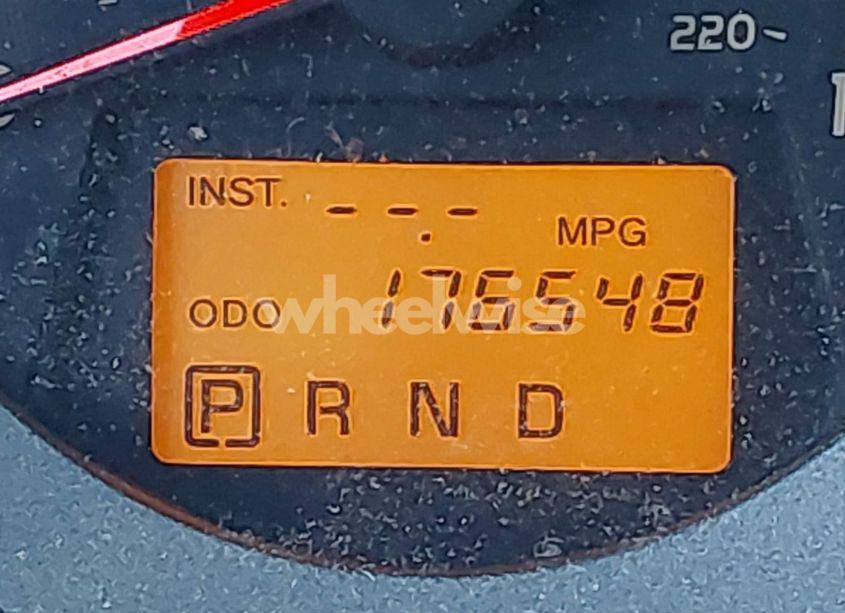 220-
INST. --.- MPG
ODO 176548
wheelwise
P R N D